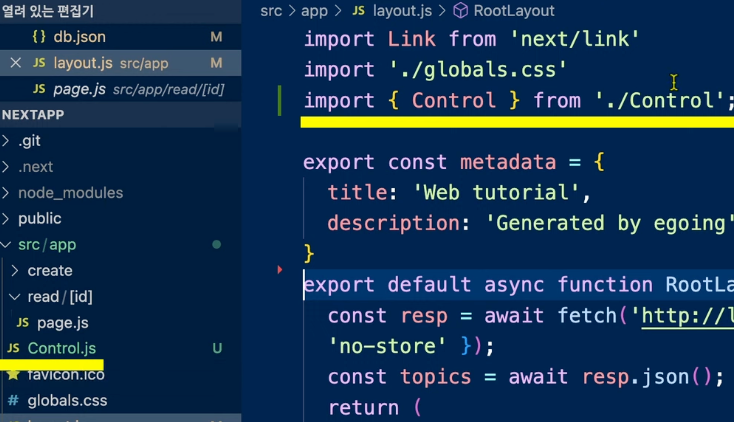 열려 있는 편집기
{} db.json M
× JS layout.js src/app M
JS page.js src/app/read/[id]
NEXTAPP
> .git
> .next
> node_modules
> public
src/app
> create
read/[id]
JS page.js
JS Control.js U
favicon.ico
# globals.css
src > app > JS layout.js > RootLayout
import Link from 'next/link'
import './globals.css'
import { Control } from './Control';
export const metadata = {
title: 'Web tutorial',
description: 'Generated by egoing'
}
export default async function RootLa
const resp = await fetch('http://l
'no-store' });
const topics = await resp.json();
return (